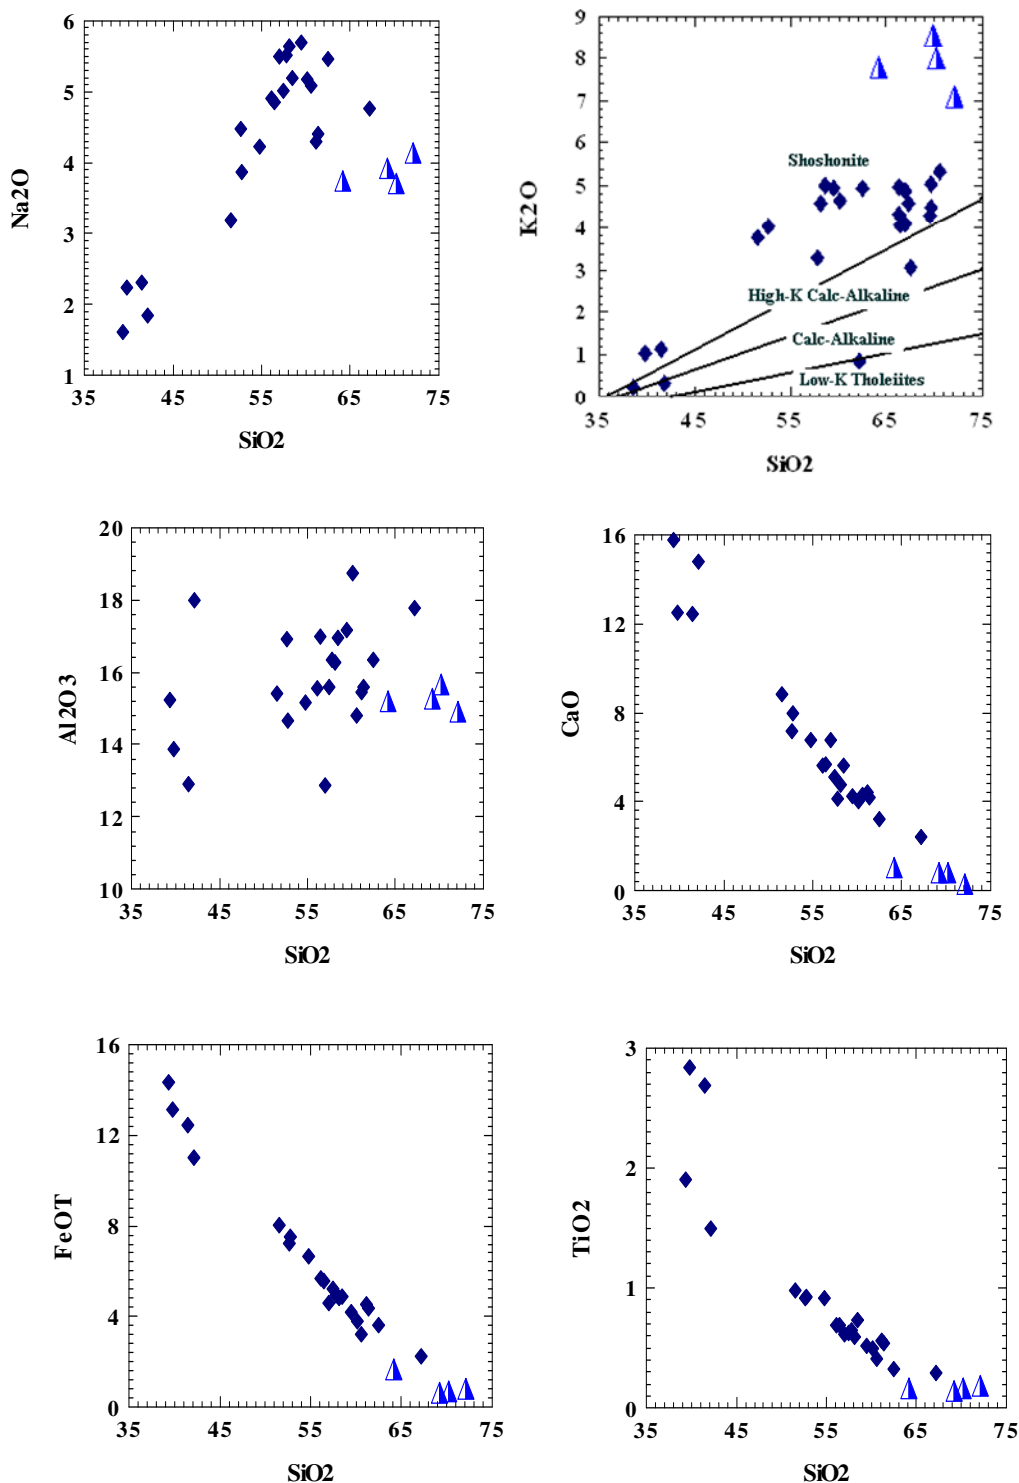 6
5
4
3
2
1
35 45 55 65 75
Na2O
SiO2
9
8
7
6
5
4
3
2
1
0
35 45 55 65 75
K2O
SiO2
Shoshonite
High-K Calc-Alkaline
Calc-Alkaline
Low-K Tholeiites
20
18
16
14
12
10
35 45 55 65 75
Al2O3
SiO2
16
12
8
4
0
35 45 55 65 75
CaO
SiO2
16
12
8
4
0
35 45 55 65 75
FeOT
SiO2
3
2
1
0
35 45 55 65 75
TiO2
SiO2